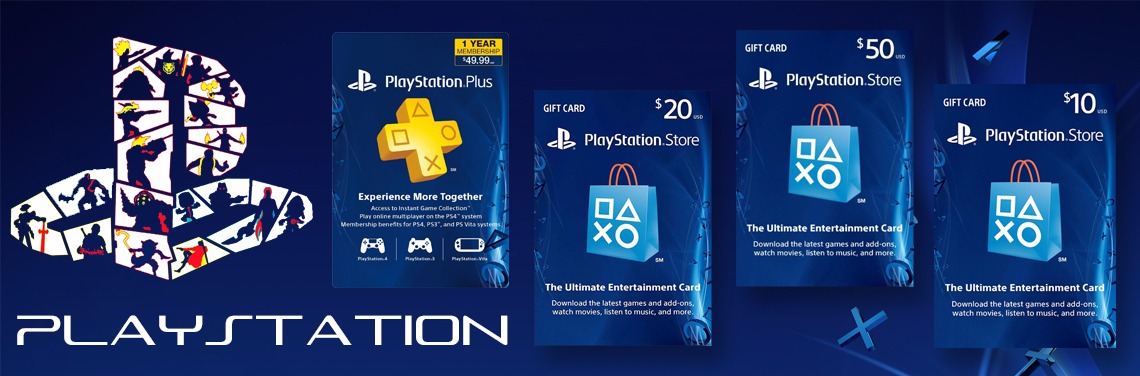 PLAYSTATION
1 YEAR
MEMBERSHIP
$49.99
PlayStation Plus
Experience More Together
Access to Instant Game Collection
Play online multiplayer on the PS4™ system
Membership benefits for PS4, PS3™, and PS Vita systems
PlayStation 4 PlayStation 3 PlayStation Vita
GIFT CARD $20 USD
PlayStation Store
SM
The Ultimate Entertainment Card
Download the latest games and add-ons,
watch movies, listen to music, and more.
GIFT CARD $50 USD
PlayStation Store
SM
The Ultimate Entertainment Card
Download the latest games and add-ons,
watch movies, listen to music, and more.
GIFT CARD $10 USD
PlayStation Store
SM
The Ultimate Entertainment Card
Download the latest games and add-ons,
watch movies, listen to music, and more.